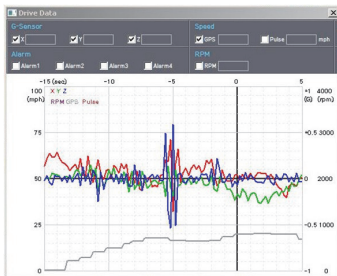 Drive Data
G-Sensor
X Y Z
Speed
GPS Pulse mph
Alarm
Alarm1 Alarm2 Alarm3 Alarm4
RPM
RPM
-15 (sec) -10 -5 0 5
100 (mph) 75 50 25 0
X Y Z
RPM GPS Pulse
+1 4000
(G) (rpm)
+0.5 3000
0 2000
-0.5 1000
-1 0